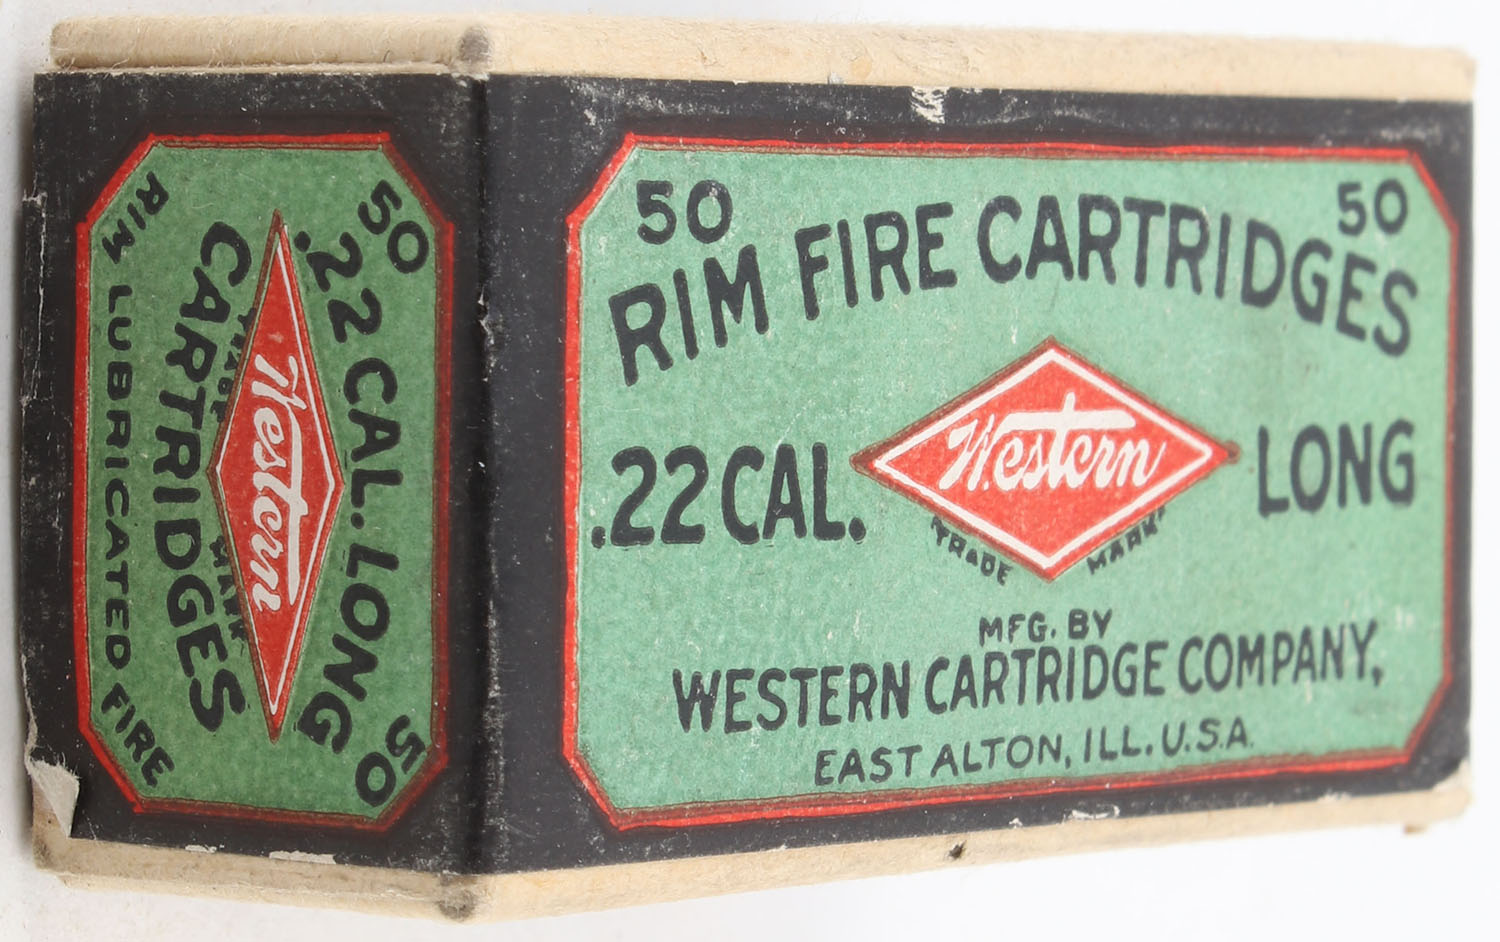 50 50
RIM FIRE CARTRIDGES
.22 CAL. Western LONG
TRADE MARK
MFG. BY
WESTERN CARTRIDGE COMPANY,
EAST ALTON, ILL. U.S.A.
50 50
.22 CAL. LONG
Western
TRADE MARK
CARTRIDGES
RIM LUBRICATED FIRE